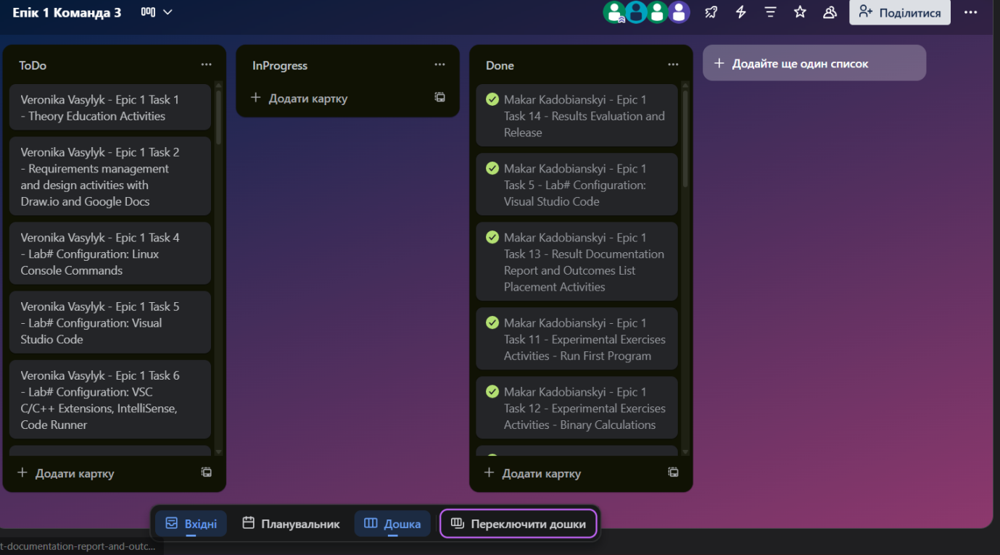 Епік 1 Команда 3
Поділитися
ToDo
Veronika Vasylyk - Epic 1 Task 1
- Theory Education Activities
Veronika Vasylyk - Epic 1 Task 2
- Requirements management
and design activities with
Draw.io and Google Docs
Veronika Vasylyk - Epic 1 Task 4
- Lab# Configuration: Linux
Console Commands
Veronika Vasylyk - Epic 1 Task 5
- Lab# Configuration: Visual
Studio Code
Veronika Vasylyk - Epic 1 Task 6
- Lab# Configuration: VSC
C/C++ Extensions, IntelliSense,
Code Runner
+ Додати картку
InProgress
+ Додати картку
Done
Makar Kadobianskyi - Epic 1
Task 14 - Results Evaluation and
Release
Makar Kadobianskyi - Epic 1
Task 5 - Lab# Configuration:
Visual Studio Code
Makar Kadobianskyi - Epic 1
Task 13 - Result Documentation
Report and Outcomes List
Placement Activities
Makar Kadobianskyi - Epic 1
Task 11 - Experimental Exercises
Activities - Run First Program
Makar Kadobianskyi - Epic 1
Task 12 - Experimental Exercises
Activities - Binary Calculations
+ Додати картку
+ Додайте ще один список
Вхідні
Планувальник
Дошка
Переключити дошки
t-documentation-report-and-outc...